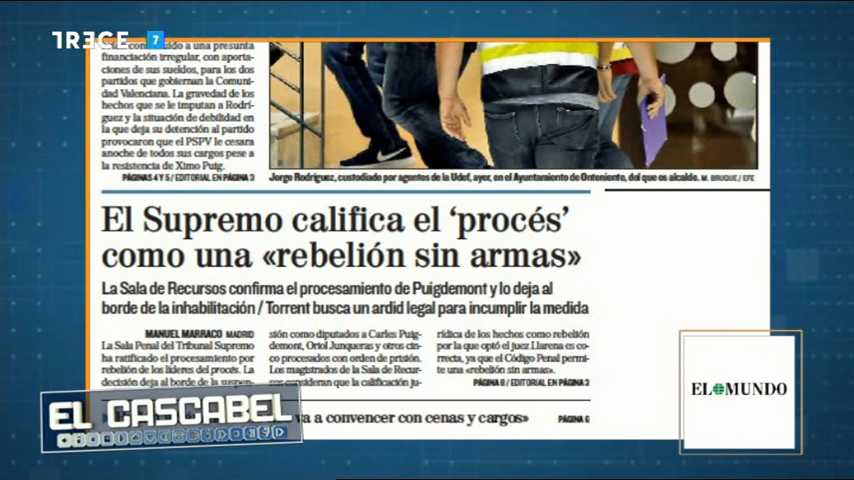 TRECE 7
financiación irregular, con aporta-
ciones de sus sueldos, para los dos
partidos que gobiernan la Comuni-
dad Valenciana. La gravedad de los
hechos que se le imputan a Rodrí-
guez y la situación de debilidad en
la que deja su detención al partido
provocaron que el PSPV le cesara
anoche de todos sus cargos pese a
la resistencia de Ximo Puig.
PÁGINAS 4 Y 5 / EDITORIAL EN PÁGINA 3
Jorge Rodríguez, custodiado por agentes de la Udef, ayer, en el Ayuntamiento de Onteniente, del que es alcalde. M. BRUQUE / EFE
El Supremo califica el ‘procés’
como una «rebelión sin armas»
La Sala de Recursos confirma el procesamiento de Puigdemont y lo deja al
borde de la inhabilitación / Torrent busca un ardid legal para incumplir la medida
MANUEL MARRACO MADRID
La Sala Penal del Tribunal Supremo
ha ratificado el procesamiento por
rebelión de los líderes del procés. La
decisión deja al borde de la suspen-
sión como diputados a Carles Puig-
demont, Oriol Junqueras y otros cin-
co procesados con orden de prisión.
Los magistrados de la Sala de Recur-
sos consideran que la calificación ju-
rídica de los hechos como rebelión
por la que optó el juez Llarena es co-
rrecta, ya que el Código Penal permi-
te una «rebelión sin armas».
PÁGINA 8 / EDITORIAL EN PÁGINA 3
va a convencer con cenas y cargos» PÁGINA 6
EL CASCABEL
EL MUNDO